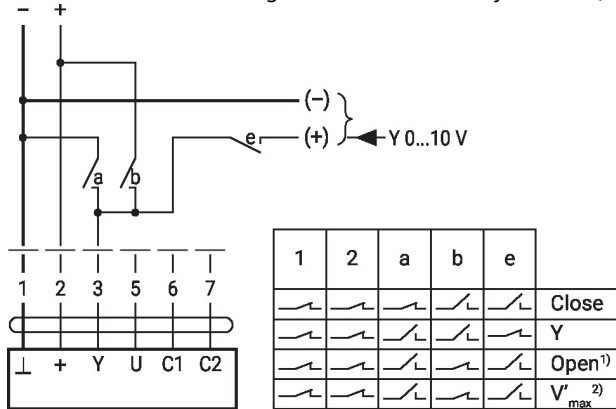 − +
(−)
e (+) Y 0...10 V
a b
1 2 3 5 6 7
⊥ + Y U C1 C2
1 2 a b e
Close
Y
Open1)
V'max 2)